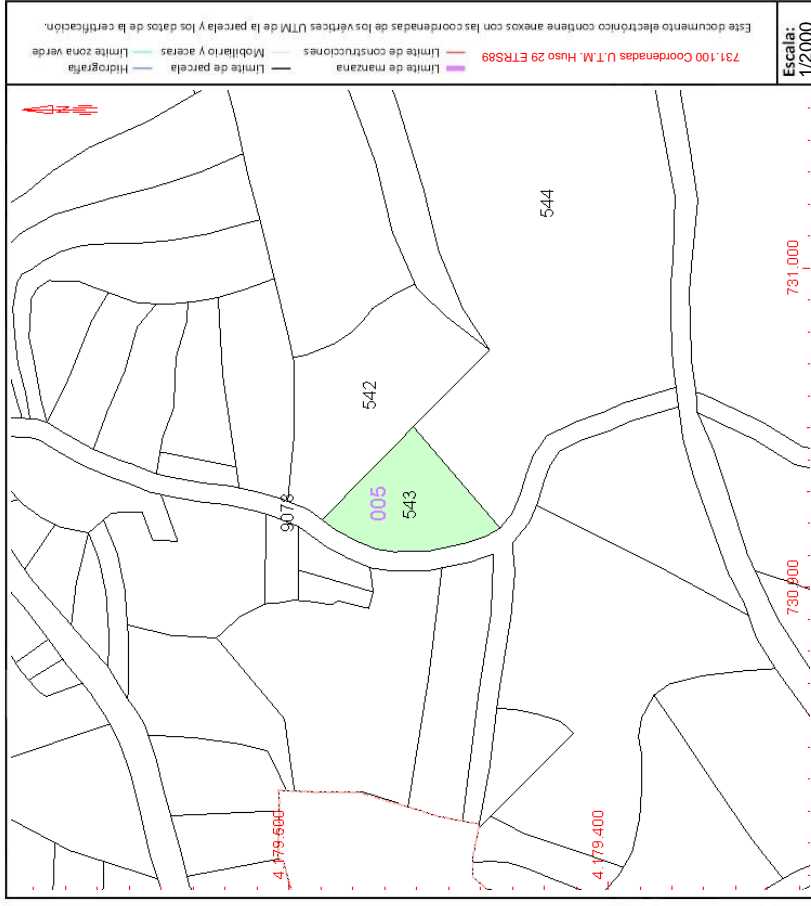 Este documento electrónico contiene anexos con las coordenadas de los vértices UTM de la parcela y los datos de la certificación.
731.100 Coordenadas U.T.M. Huso 29 ETRS89
Límite de manzana
Límite de construcciones
Límite de parcela
Mobiliario y aceras
Hidrografía
Límite zona verde
Escala:
1/2000
544
731.000
542
9073
005
543
730.900
4.179.500
4.179.400